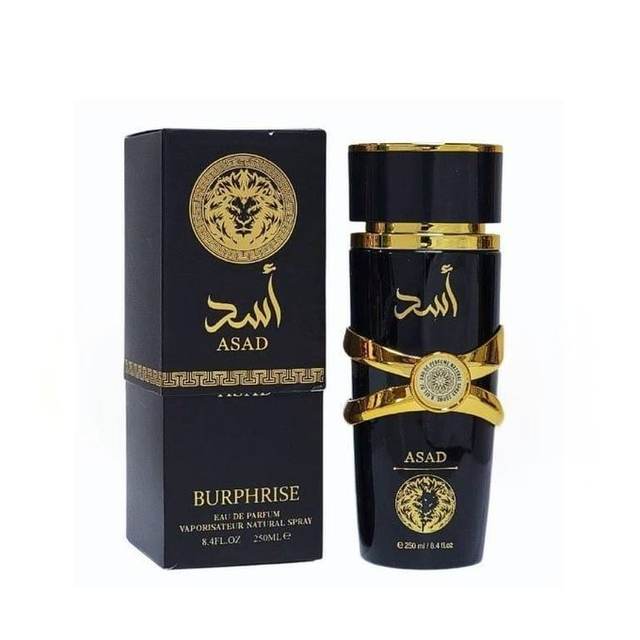 أسد
ASAD
BURPHRISE
EAU DE PARFUM
VAPORISATEUR NATURAL SPRAY
8.4FL.OZ 250ML℮
أسد
ASAD
℮ 250 ml / 8.4 fl.oz